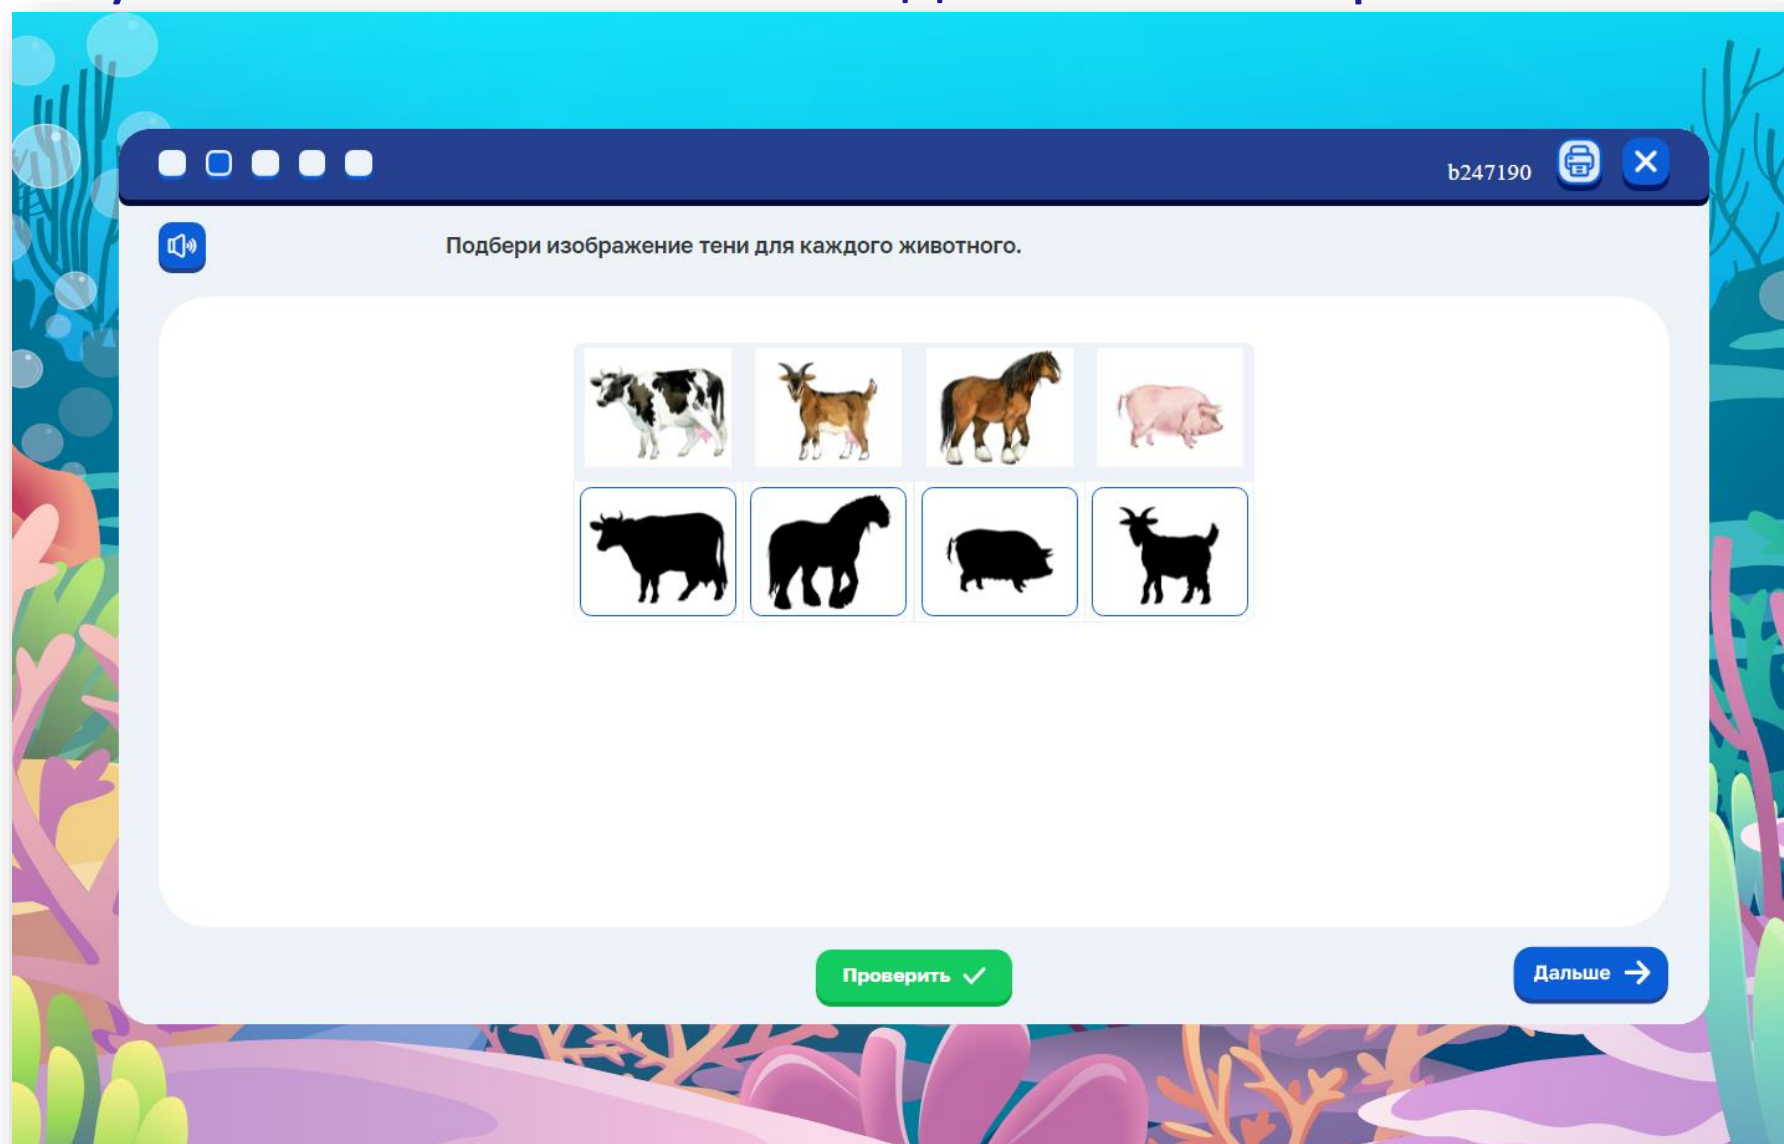 b247190
Подбери изображение тени для каждого животного.
Проверить
Дальше